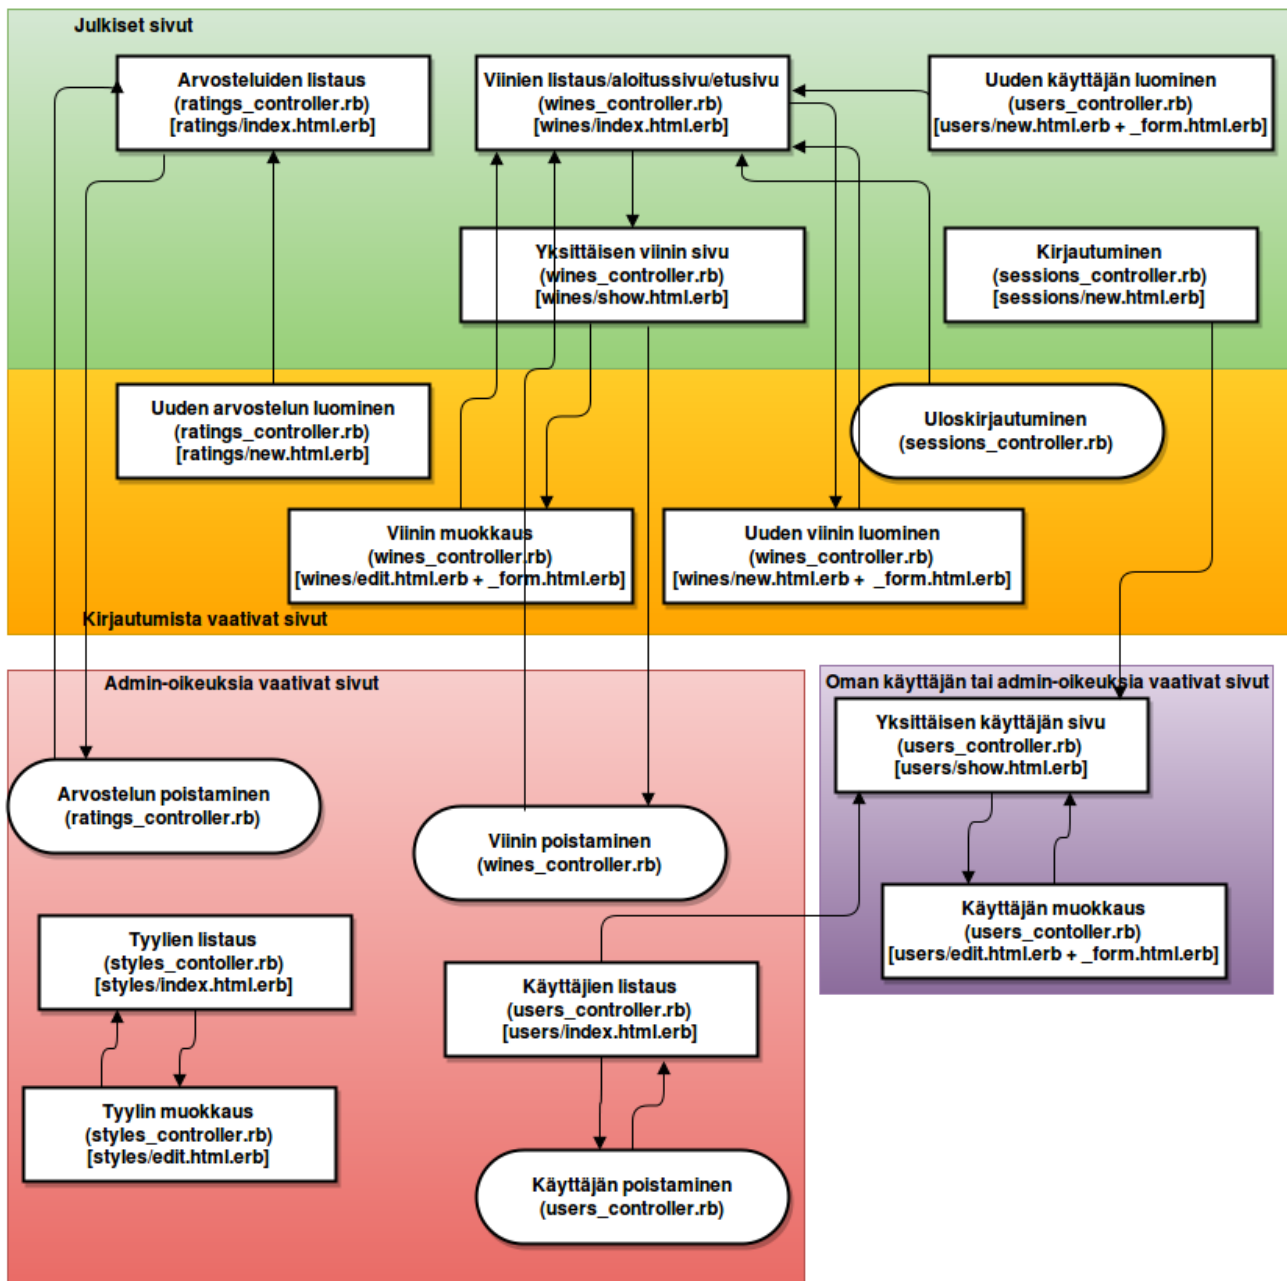 Julkiset sivut
Arvosteluiden listaus
(ratings_controller.rb)
[ratings/index.html.erb]
Viinien listaus/aloitussivu/etusivu
(wines_controller.rb)
[wines/index.html.erb]
Uuden käyttäjän luominen
(users_controller.rb)
[users/new.html.erb + _form.html.erb]
Yksittäisen viinin sivu
(wines_controller.rb)
[wines/show.html.erb]
Kirjautuminen
(sessions_controller.rb)
[sessions/new.html.erb]
Uuden arvostelun luominen
(ratings_controller.rb)
[ratings/new.html.erb]
Uloskirjautuminen
(sessions_controller.rb)
Viinin muokkaus
(wines_controller.rb)
[wines/edit.html.erb + _form.html.erb]
Uuden viinin luominen
(wines_controller.rb)
[wines/new.html.erb + _form.html.erb]
Kirjautumista vaativat sivut
Admin-oikeuksia vaativat sivut
Arvostelun poistaminen
(ratings_controller.rb)
Viinin poistaminen
(wines_controller.rb)
Tyylien listaus
(styles_contoller.rb)
[styles/index.html.erb]
Käyttäjien listaus
(users_controller.rb)
[users/index.html.erb]
Tyylin muokkaus
(styles_controller.rb)
[styles/edit.html.erb]
Käyttäjän poistaminen
(users_controller.rb)
Oman käyttäjän tai admin-oikeuksia vaativat sivut
Yksittäisen käyttäjän sivu
(users_controller.rb)
[users/show.html.erb]
Käyttäjän muokkaus
(users_contoller.rb)
[users/edit.html.erb + _form.html.erb]